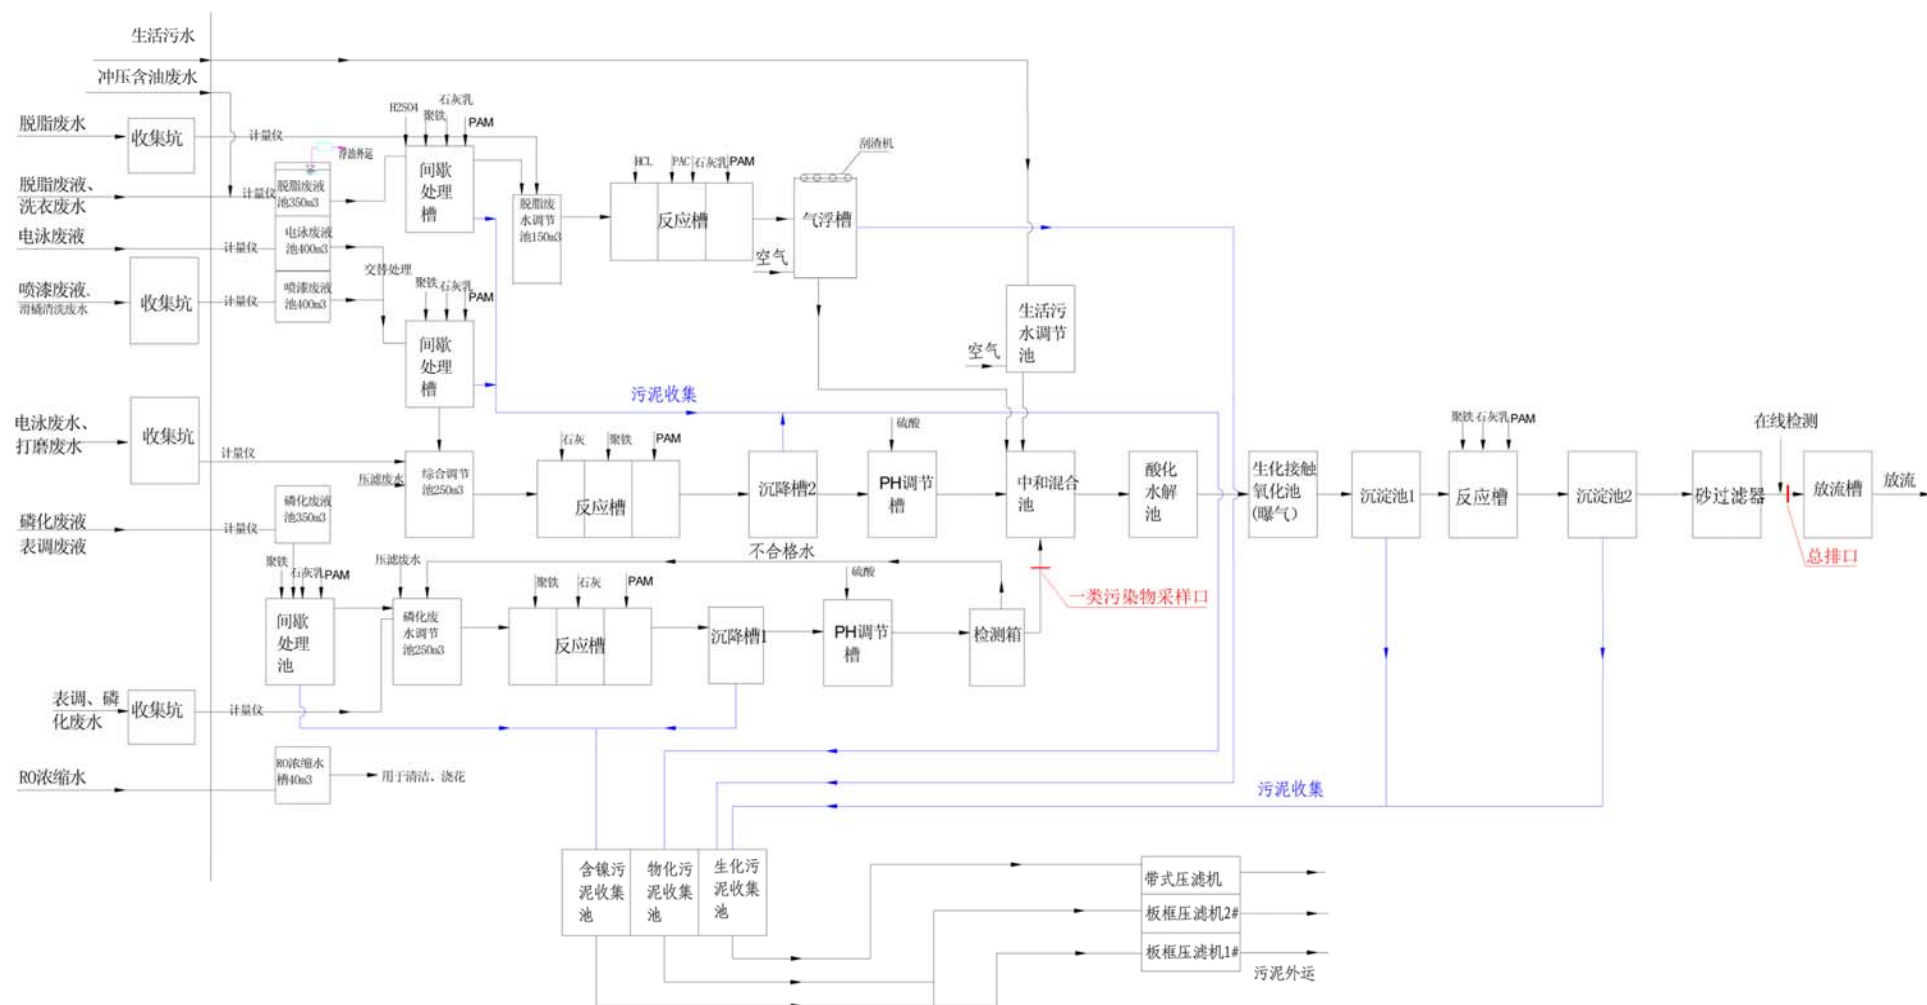 生活污水
冲压含油废水
脱脂废水
收集坑
计量仪
H2SO4
聚铁
石灰乳
PAM
浮油外运
脱脂废液、
洗衣废水
计量仪
脱脂废液
池350m3
间歇
处理
槽
脱脂废
水调节
池150m3
HCL
PAC
石灰乳
PAM
反应槽
刮渣机
气浮槽
空气
电泳废液
计量仪
电泳废液
池400m3
交替处理
喷漆废液.
收集坑
计量仪
喷漆废液
池400m3
聚铁
石灰乳
PAM
间歇
处理
槽
生活污
水调节
池
空气
污泥收集
电泳废水、
打磨废水
收集坑
计量仪
压滤废水
综合调节
池250m3
石灰
聚铁
PAM
反应槽
沉降槽2
硫酸
PH调节
槽
中和混合
池
酸化
水解
池
生化接触
氧化池
(曝气)
沉淀池1
聚铁
石灰乳
PAM
反应槽
沉淀池2
砂过滤器
在线检测
放流槽
放流
总排口
磷化废液
表调废液
计量仪
磷化废液
池350m3
聚铁
石灰乳
PAM
间歇
处理
池
压滤废水
磷化废
水调节
池250m3
不合格水
聚铁
石灰
PAM
反应槽
沉降槽1
硫酸
PH调节
槽
检测箱
一类污染物采样口
表调、磷
化废水
收集坑
计量仪
RO浓缩水
RO浓缩水
槽40m3
用于清洁、浇花
污泥收集
含镍污
泥收集
池
物化污
泥收集
池
生化污
泥收集
池
带式压滤机
板框压滤机2#
板框压滤机1#
污泥外运